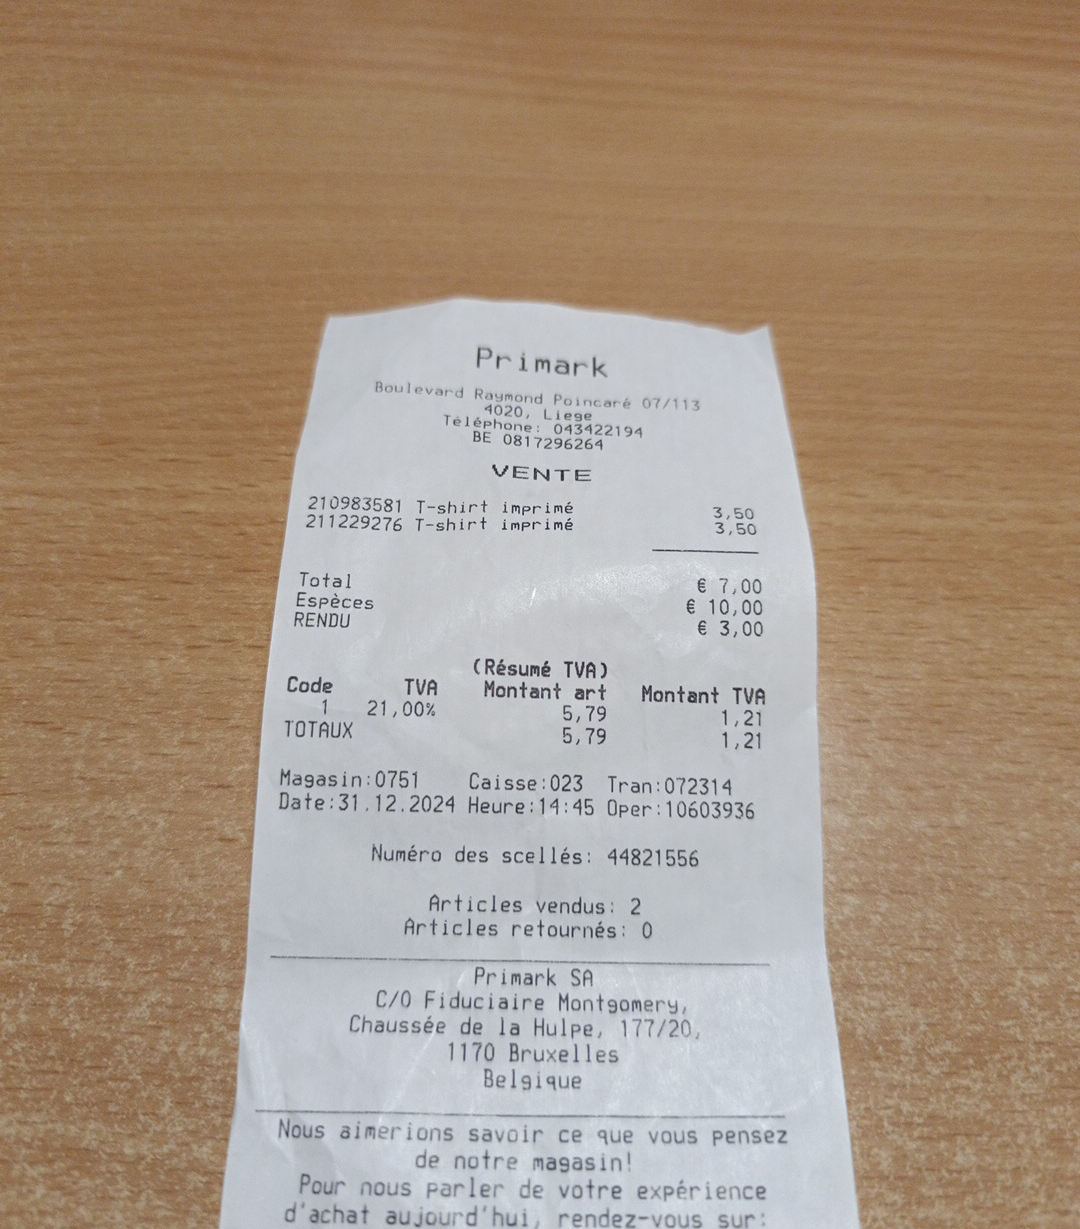 Primark
Boulevard Raymond Poincaré 07/113
4020, Liege
Téléphone: 043422194
BE 0817296264
VENTE
210983581 T-shirt imprimé 3,50
211229276 T-shirt imprimé 3,50
Total € 7,00
Espèces € 10,00
RENDU € 3,00
(Résumé TVA)
Code TVA Montant art Montant TVA
1 21,00% 5,79 1,21
TOTAUX 5,79 1,21
Magasin:0751 Caisse:023 Tran:072314
Date:31.12.2024 Heure:14:45 Oper:10603936
Numéro des scellés: 44821556
Articles vendus: 2
Articles retournés: 0
Primark SA
C/O Fiduciaire Montgomery,
Chaussée de la Hulpe, 177/20,
1170 Bruxelles
Belgique
Nous aimerions savoir ce que vous pensez
de notre magasin!
Pour nous parler de votre expérience
d'achat aujourd'hui, rendez-vous sur: